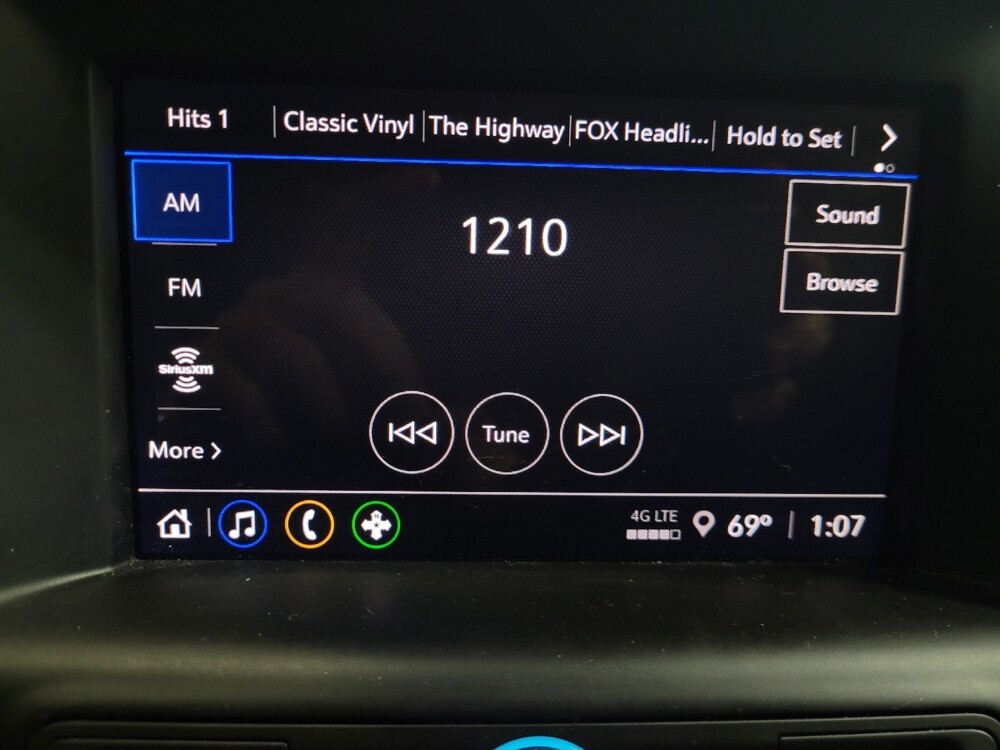 Hits 1 Classic Vinyl The Highway FOX Headli... Hold to Set
AM
1210
Sound
FM
Browse
SiriusXM
Tune
More
4G LTE 69° 1:07